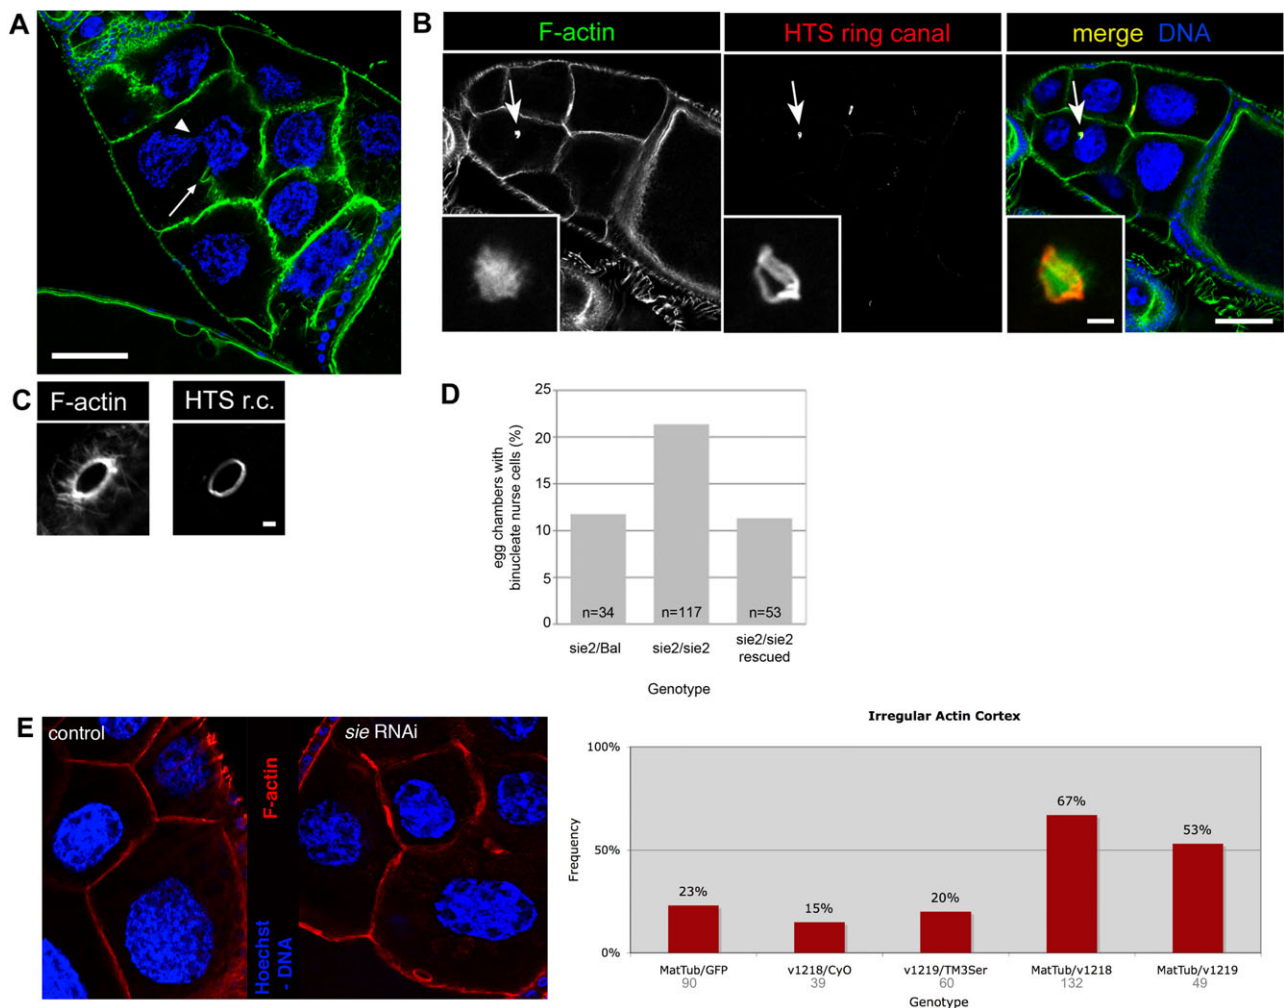 A
B
F-actin
HTS ring canal
merge DNA
C
F-actin
HTS r.c.
D
egg chambers with
binucleate nurse cells (%)
25
20
15
10
5
0
n=34
n=117
n=53
sie2/Bal
sie2/sie2
sie2/sie2
rescued
Genotype
E
control
F-actin
Hoechst
- DNA
sie RNAi
Irregular Actin Cortex
Frequency
100%
50%
0%
23%
15%
20%
67%
53%
MatTub/GFP
90
v1218/CyO
39
v1219/TM3Ser
60
MatTub/v1218
132
MatTub/v1219
49
Genotype